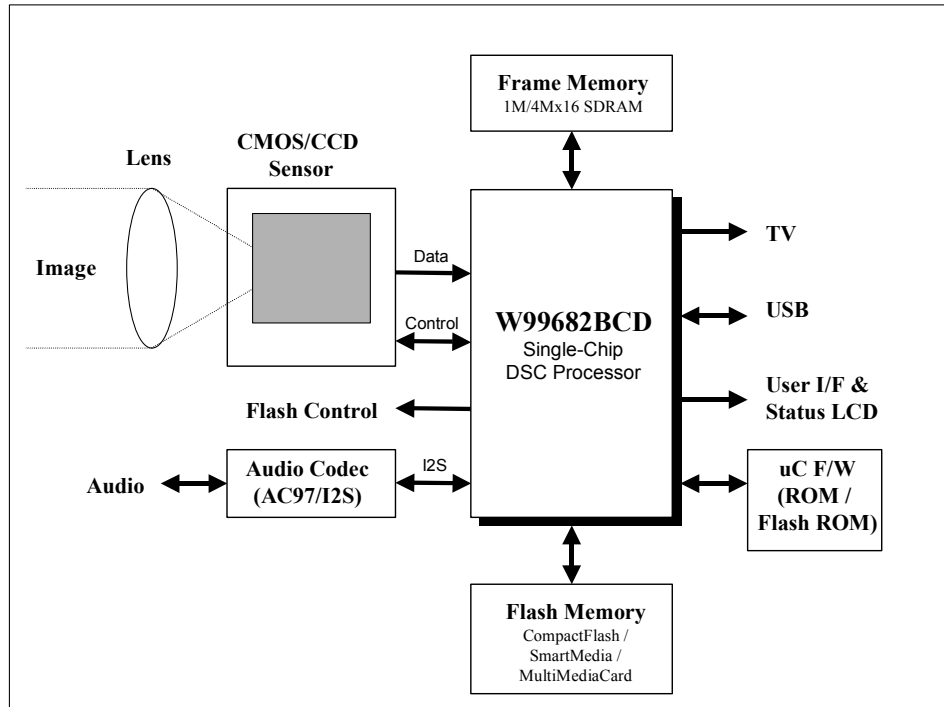 Frame Memory
1M/4Mx16 SDRAM
CMOS/CCD
Sensor
Lens
Image
Data
Control
W99682BCD
Single-Chip
DSC Processor
TV
USB
User I/F &
Status LCD
Flash Control
Audio
Audio Codec
(AC97/I2S)
I2S
uC F/W
(ROM /
Flash ROM)
Flash Memory
CompactFlash /
SmartMedia /
MultiMediaCard